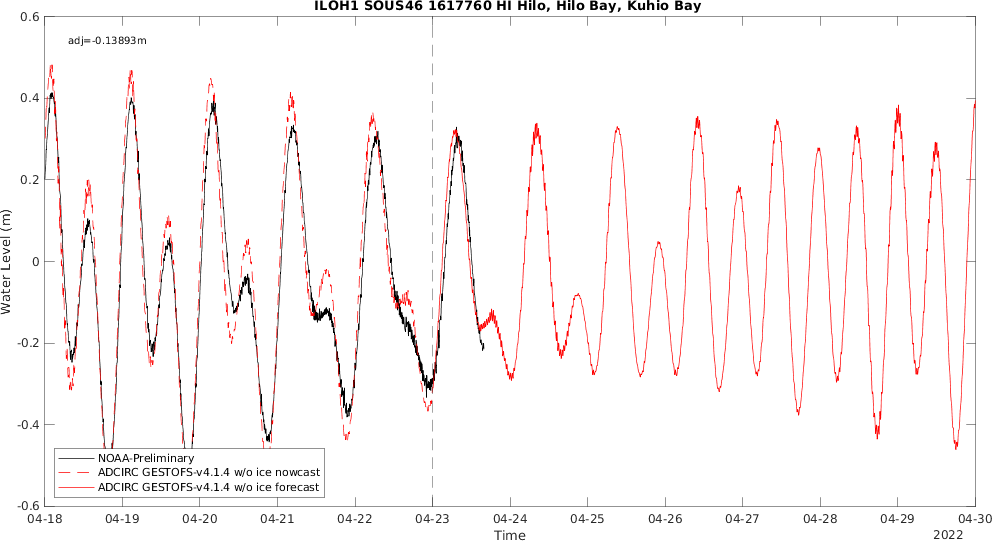 ILOH1 SOUS46 1617760 HI Hilo, Hilo Bay, Kuhio Bay
adj=-0.13893m
0.6
0.4
0.2
0
-0.2
-0.4
-0.6
Water Level (m)
NOAA-Preliminary
ADCIRC GESTOFS-v4.1.4 w/o ice nowcast
ADCIRC GESTOFS-v4.1.4 w/o ice forecast
04-18 04-19 04-20 04-21 04-22 04-23 04-24 04-25 04-26 04-27 04-28 04-29 04-30
Time
2022